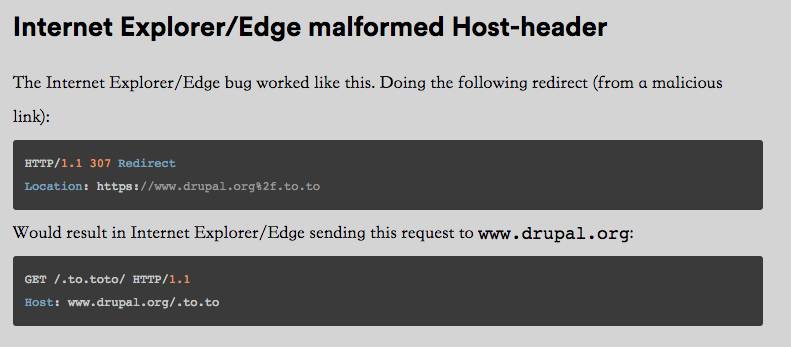 Internet Explorer/Edge malformed Host-header
The Internet Explorer/Edge bug worked like this. Doing the following redirect (from a malicious
link):
HTTP/1.1 307 Redirect
Location: https://www.drupal.org%2f.to.to
Would result in Internet Explorer/Edge sending this request to www.drupal.org:
GET /.to.toto/ HTTP/1.1
Host: www.drupal.org/.to.to